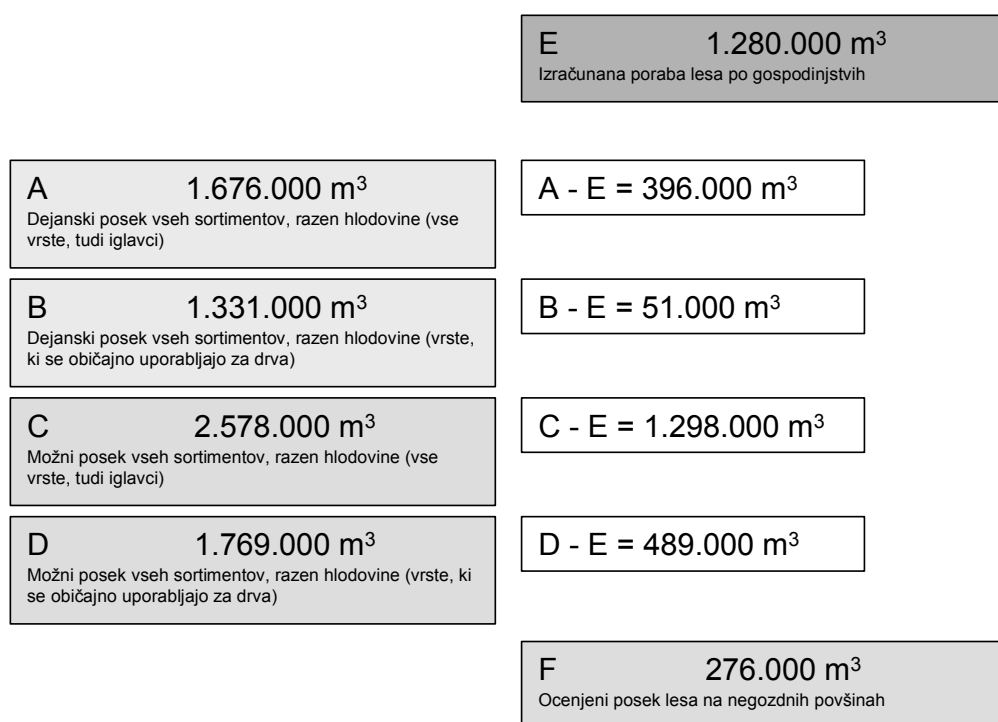 E 1.280.000 m³
Izračunana poraba lesa po gospodinjstvih
A 1.676.000 m³
Dejanski posek vseh sortimentov, razen hlodovine (vse
vrste, tudi iglavci)
A - E = 396.000 m³
B 1.331.000 m³
Dejanski posek vseh sortimentov, razen hlodovine (vrste,
ki se običajno uporabljajo za drva)
B - E = 51.000 m³
C 2.578.000 m³
Možni posek vseh sortimentov, razen hlodovine (vse
vrste, tudi iglavci)
C - E = 1.298.000 m³
D 1.769.000 m³
Možni posek vseh sortimentov, razen hlodovine (vrste, ki
se običajno uporabljajo za drva)
D - E = 489.000 m³
F 276.000 m³
Ocenjeni posek lesa na negozdnih povšinah